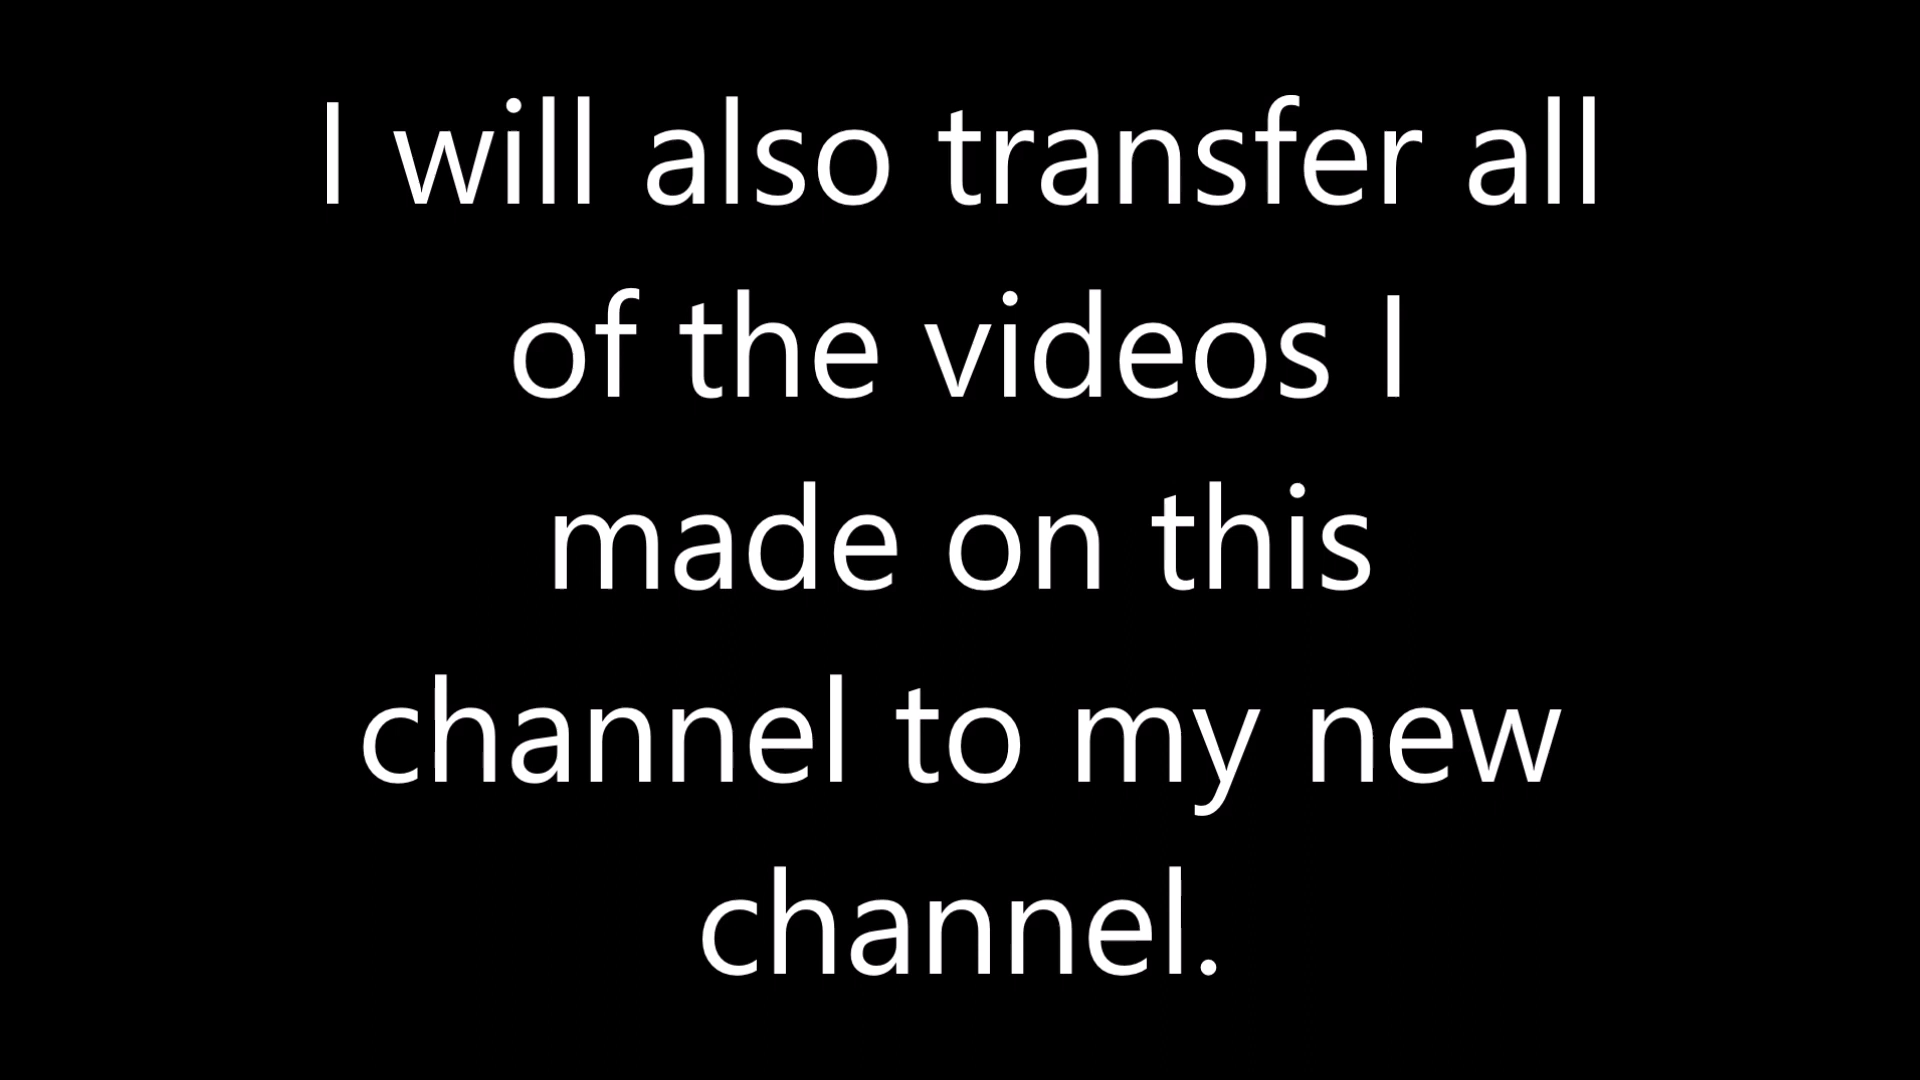 I will also transfer all
of the videos I
made on this
channel to my new
channel.